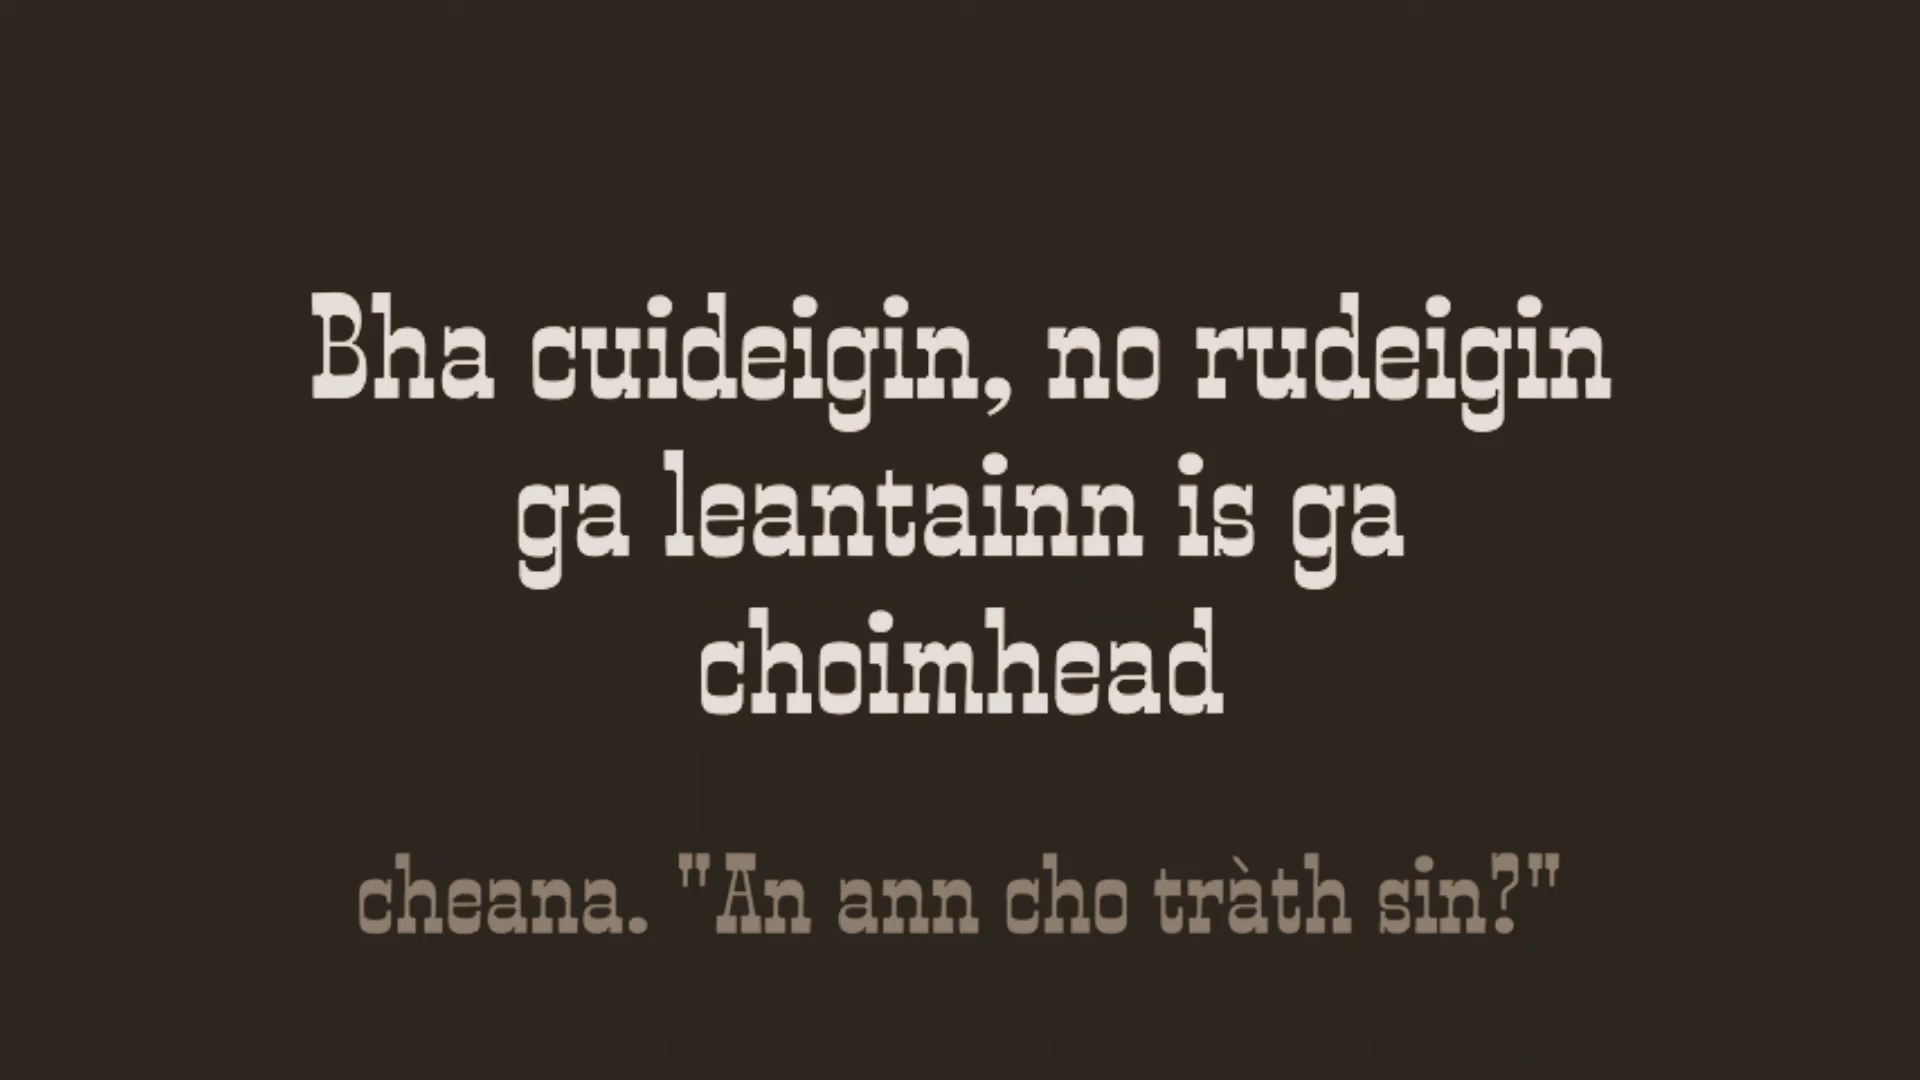 Bha cuideigin, no rudeigin
ga leantainn is ga
choimhead
cheana. "An ann cho tràth sin?"